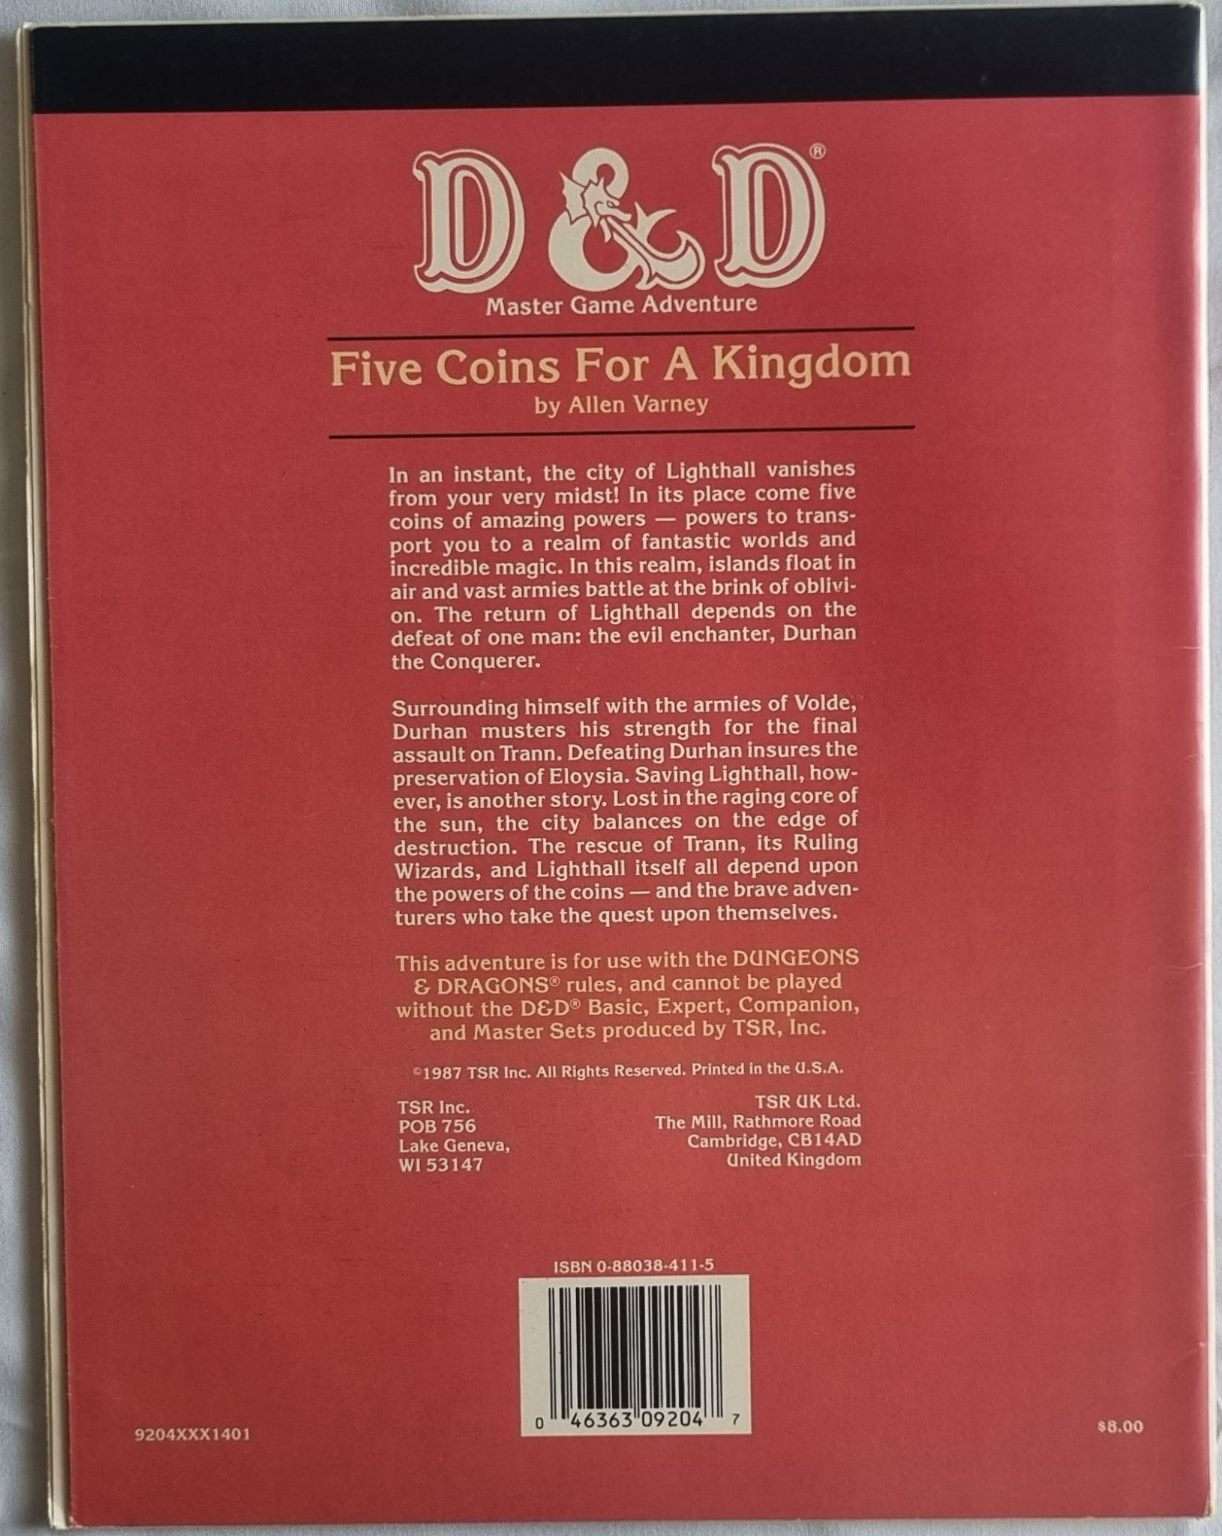 D&D®
Master Game Adventure
Five Coins For A Kingdom
by Allen Varney
In an instant, the city of Lighthall vanishes
from your very midst! In its place come five
coins of amazing powers — powers to trans-
port you to a realm of fantastic worlds and
incredible magic. In this realm, islands float in
air and vast armies battle at the brink of oblivi-
on. The return of Lighthall depends on the
defeat of one man: the evil enchanter, Durhan
the Conquerer.
Surrounding himself with the armies of Volde,
Durhan musters his strength for the final
assault on Trann. Defeating Durhan insures the
preservation of Eloysia. Saving Lighthall, how-
ever, is another story. Lost in the raging core of
the sun, the city balances on the edge of
destruction. The rescue of Trann, its Ruling
Wizards, and Lighthall itself all depend upon
the powers of the coins — and the brave adven-
turers who take the quest upon themselves.
This adventure is for use with the DUNGEONS
& DRAGONS® rules, and cannot be played
without the D&D® Basic, Expert, Companion,
and Master Sets produced by TSR, Inc.
©1987 TSR Inc. All Rights Reserved. Printed in the U.S.A.
TSR Inc.
POB 756
Lake Geneva,
WI 53147
TSR UK Ltd.
The Mill, Rathmore Road
Cambridge, CB14AD
United Kingdom
ISBN 0-88038-411-5
0 46363 09204 7
9204XXX1401
$8.00